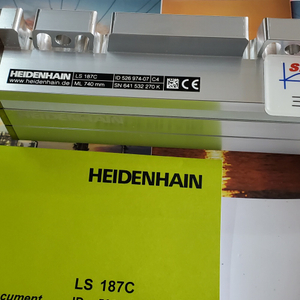 HEIDENHAIN LS 187C ID 526 974-07 C4 CE
www.heidenhain.de ML 740 mm SN 641 532 270 K
HEIDENHAIN
LS 187C